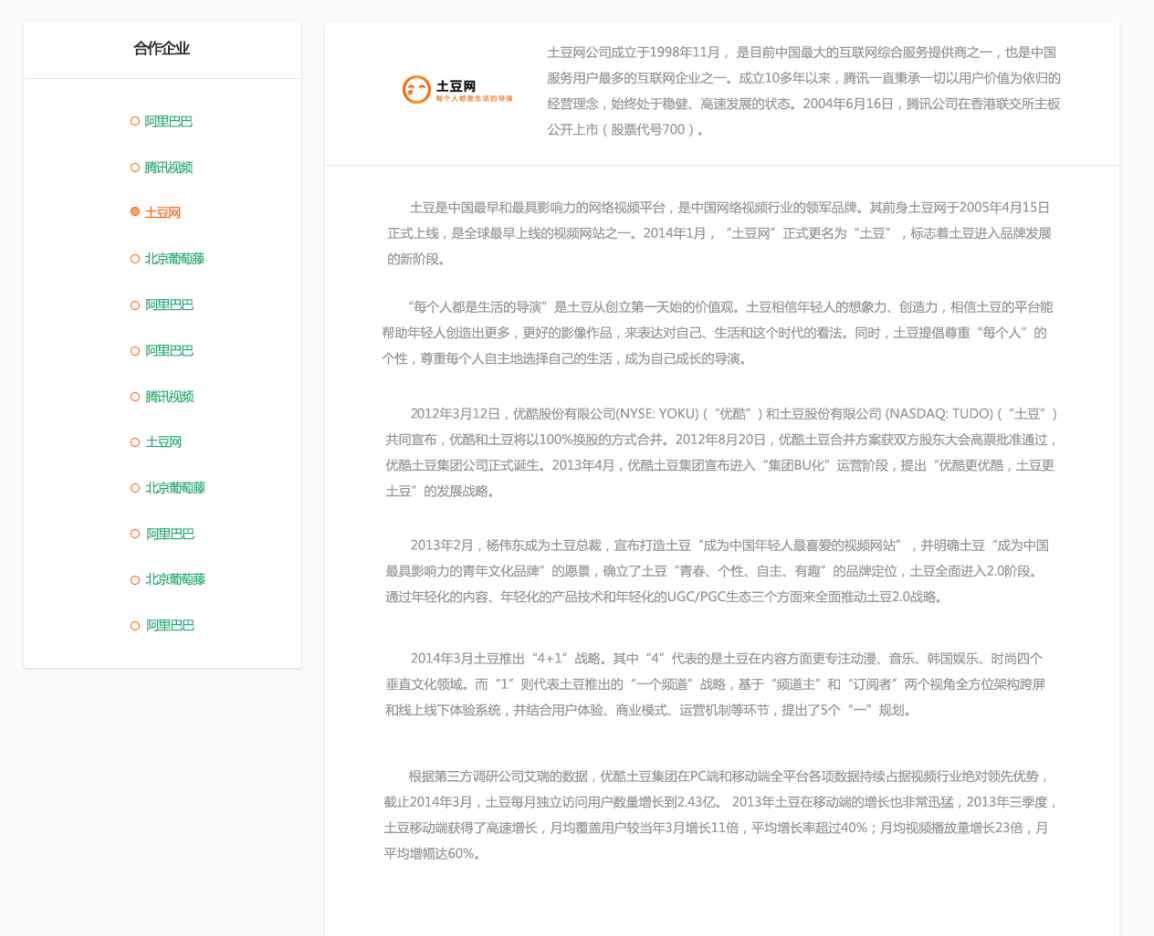 合作企业
阿里巴巴
腾讯视频
土豆网
北京葡萄藤
阿里巴巴
阿里巴巴
腾讯视频
土豆网
北京葡萄藤
阿里巴巴
北京葡萄藤
阿里巴巴
土豆网
每个人都是生活的导演
土豆网公司成立于1998年11月， 是目前中国最大的互联网综合服务提供商之一，也是中国
服务用户最多的互联网企业之一。成立10多年以来，腾讯一直秉承一切以用户价值为依归的
经营理念，始终处于稳健、高速发展的状态。2004年6月16日，腾讯公司在香港联交所主板
公开上市（股票代号700）。
土豆是中国最早和最具影响力的网络视频平台，是中国网络视频行业的领军品牌。其前身土豆网于2005年4月15日
正式上线，是全球最早上线的视频网站之一。2014年1月，“土豆网”正式更名为“土豆”，标志着土豆进入品牌发展
的新阶段。
“每个人都是生活的导演”是土豆从创立第一天始的价值观。土豆相信年轻人的想象力、创造力，相信土豆的平台能
帮助年轻人创造出更多，更好的影像作品，来表达对自己、生活和这个时代的看法。同时，土豆提倡尊重“每个人”的
个性，尊重每个人自主地选择自己的生活，成为自己成长的导演。
2012年3月12日，优酷股份有限公司(NYSE: YOKU)（“优酷”）和土豆股份有限公司 (NASDAQ: TUDO)（“土豆”）
共同宣布，优酷和土豆将以100%换股的方式合并。2012年8月20日，优酷土豆合并方案获双方股东大会高票批准通过，
优酷土豆集团公司正式诞生。2013年4月，优酷土豆集团宣布进入“集团BU化”运营阶段，提出“优酷更优酷，土豆更
土豆”的发展战略。
2013年2月，杨伟东成为土豆总裁，宣布打造土豆“成为中国年轻人最喜爱的视频网站”，并明确土豆“成为中国
最具影响力的青年文化品牌”的愿景，确立了土豆“青春、个性、自主、有趣”的品牌定位，土豆全面进入2.0阶段。
通过年轻化的内容、年轻化的产品技术和年轻化的UGC/PGC生态三个方面来全面推动土豆2.0战略。
2014年3月土豆推出“4+1”战略。其中“4”代表的是土豆在内容方面更专注动漫、音乐、韩国娱乐、时尚四个
垂直文化领域。而“1”则代表土豆推出的“一个频道”战略，基于“频道主”和“订阅者”两个视角全方位架构跨屏
和线上线下体验系统，并结合用户体验、商业模式、运营机制等环节，提出了5个“一”规划。
根据第三方调研公司艾瑞的数据，优酷土豆集团在PC端和移动端全平台各项数据持续占据视频行业绝对领先优势，
截止2014年3月，土豆每月独立访问用户数量增长到2.43亿。 2013年土豆在移动端的增长也非常迅猛，2013年三季度，
土豆移动端获得了高速增长，月均覆盖用户较当年3月增长11倍，平均增长率超过40%；月均视频播放量增长23倍，月
平均增幅达60%。